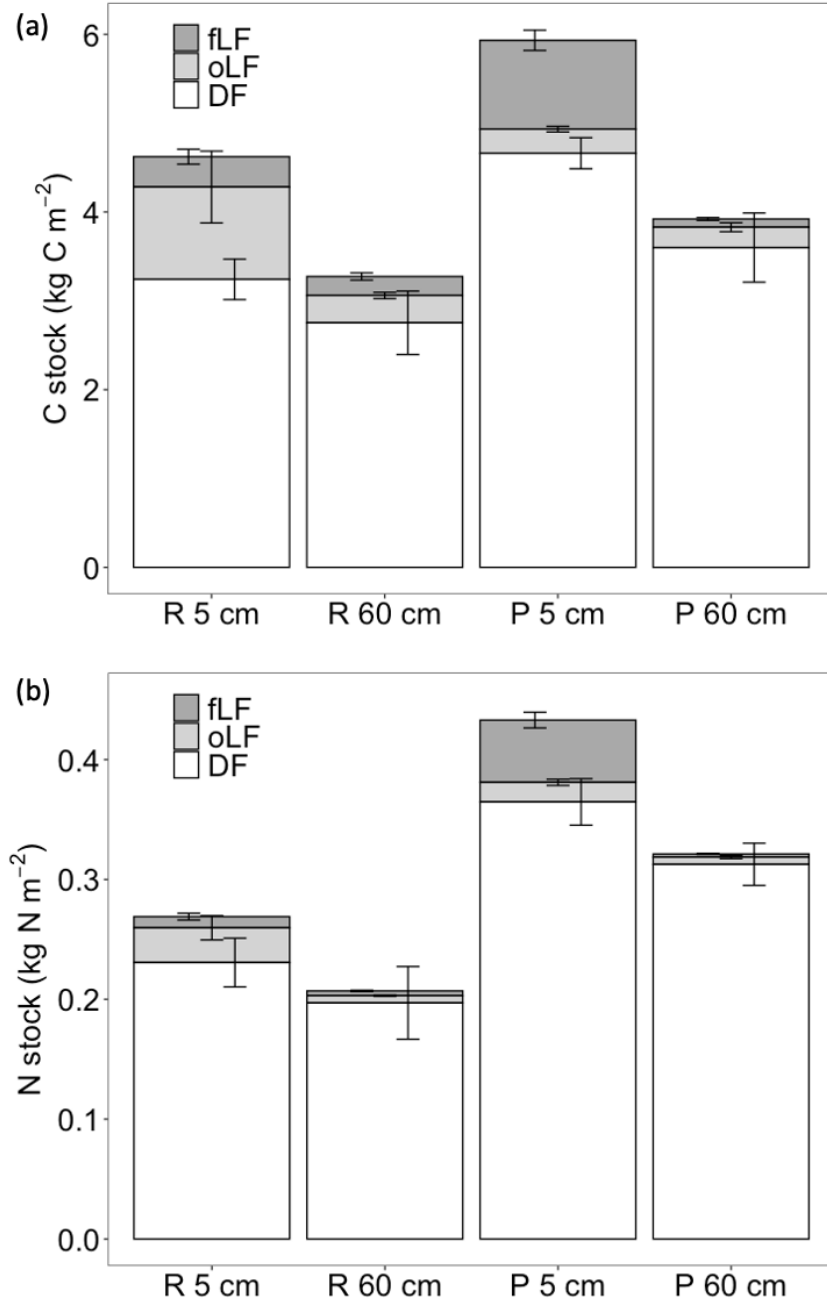 (a)
fLF
oLF
DF
C stock (kg C m⁻²)
6
4
2
0
R 5 cm
R 60 cm
P 5 cm
P 60 cm
(b)
fLF
oLF
DF
N stock (kg N m⁻²)
0.4
0.3
0.2
0.1
0.0
R 5 cm
R 60 cm
P 5 cm
P 60 cm